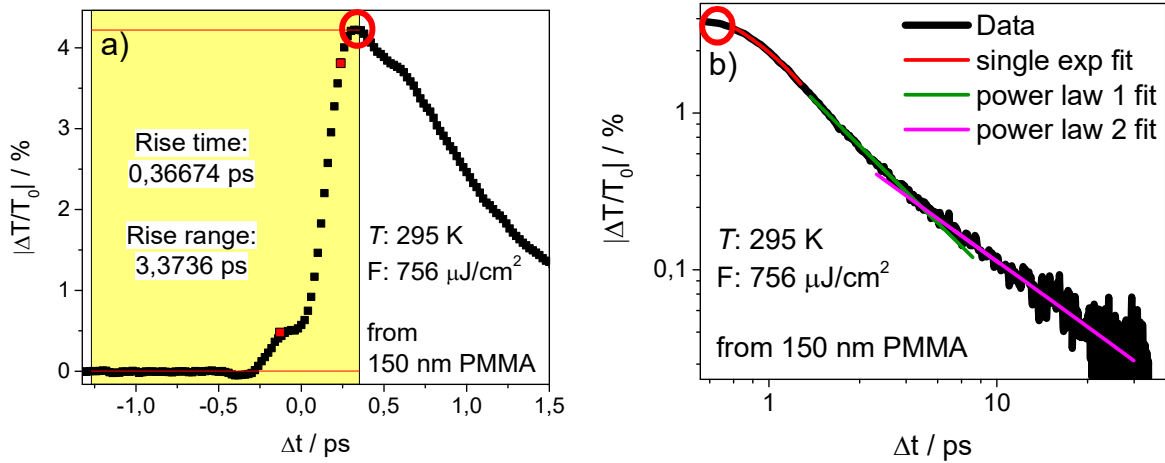 a)
|ΔT/T₀| / %
4
3
2
1
0
Rise time:
0,36674 ps
Rise range:
3,3736 ps
T: 295 K
F: 756 μJ/cm²
from
150 nm PMMA
-1,0 -0,5 0,0 0,5 1,0 1,5
Δt / ps
b)
|ΔT/T₀| / %
1
0,1
Data
single exp fit
power law 1 fit
power law 2 fit
T: 295 K
F: 756 μJ/cm²
from 150 nm PMMA
1 10
Δt / ps